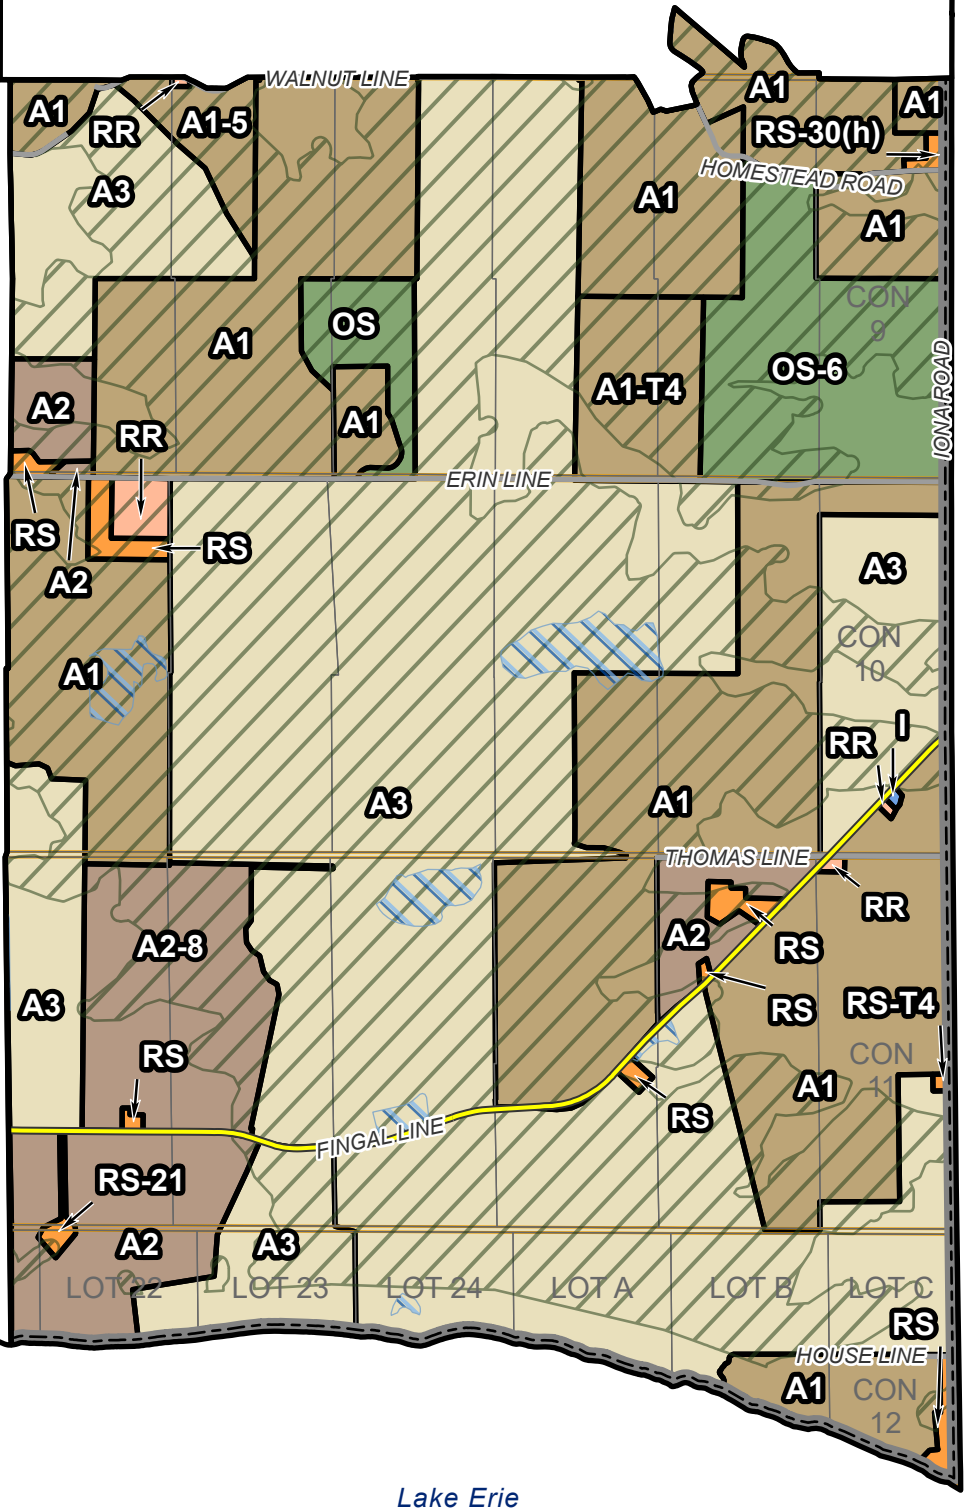 WALNUT LINE
A1
A1
A1
RR
A1-5
RS-30(h)
HOMESTEAD ROAD
A3
A1
A1
CON
9
OS
A1
IONA ROAD
OS-6
A1-T4
A2
A1
RR
ERIN LINE
RS
RS
A2
A3
CON
10
A1
I
RR
A3
A1
THOMAS LINE
RR
A2
A2-8
RS
A3
RS
RS-T4
RS
CON
11
A1
RS
FINGAL LINE
RS-21
A2
A3
LOT 22
LOT 23
LOT 24
LOT A
LOT B
LOT C
RS
HOUSE LINE
A1
CON
12
Lake Erie